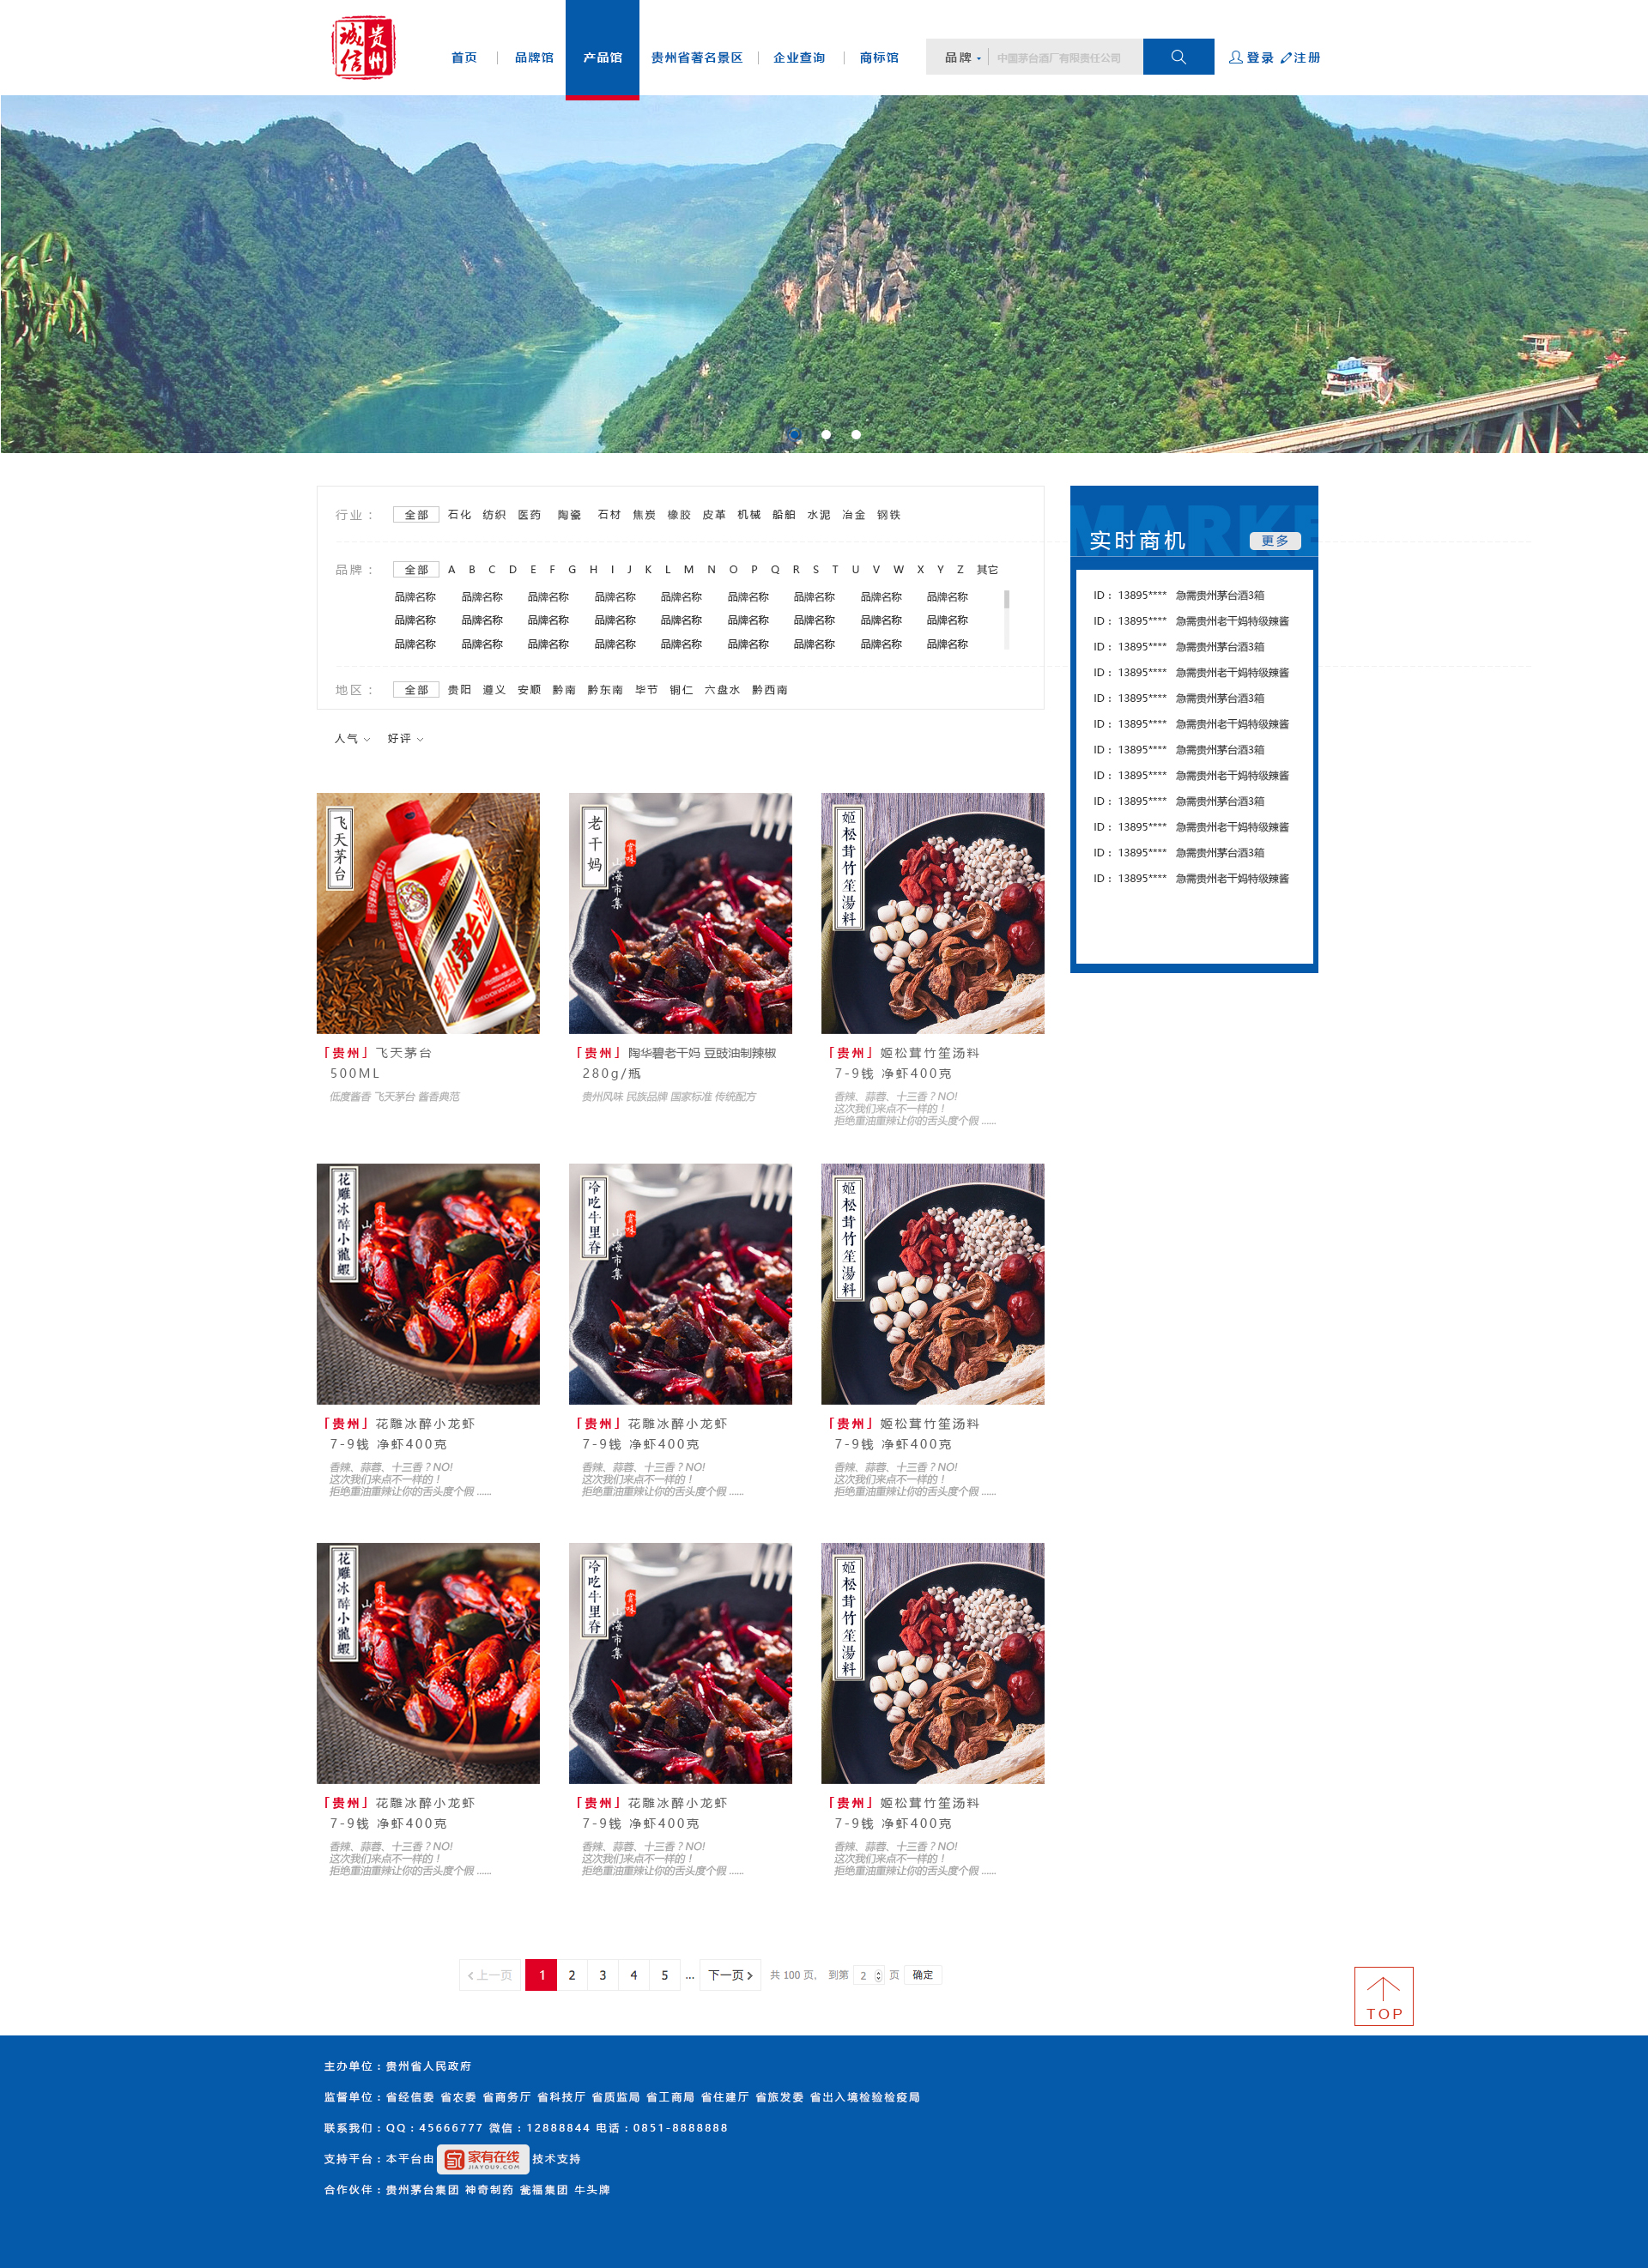 诚信贵州
首页 品牌馆 产品馆 贵州省著名景区 企业查询 商标馆 品牌 中国茅台酒厂有限责任公司 登录 注册
行业： 全部 石化 纺织 医药 陶瓷 石材 焦炭 橡胶 皮革 机械 船舶 水泥 冶金 钢铁
品牌： 全部 A B C D E F G H I J K L M N O P Q R S T U V W X Y Z 其它
品牌名称 品牌名称 品牌名称 品牌名称 品牌名称 品牌名称 品牌名称 品牌名称 品牌名称
品牌名称 品牌名称 品牌名称 品牌名称 品牌名称 品牌名称 品牌名称 品牌名称 品牌名称
品牌名称 品牌名称 品牌名称 品牌名称 品牌名称 品牌名称 品牌名称 品牌名称 品牌名称
地区： 全部 贵阳 遵义 安顺 黔南 黔东南 毕节 铜仁 六盘水 黔西南
人气 好评
MARKE
实时商机 更多
ID： 13895**** 急需贵州茅台酒3箱
ID： 13895**** 急需贵州老干妈特级辣酱
ID： 13895**** 急需贵州茅台酒3箱
ID： 13895**** 急需贵州老干妈特级辣酱
ID： 13895**** 急需贵州茅台酒3箱
ID： 13895**** 急需贵州老干妈特级辣酱
ID： 13895**** 急需贵州茅台酒3箱
ID： 13895**** 急需贵州老干妈特级辣酱
ID： 13895**** 急需贵州茅台酒3箱
ID： 13895**** 急需贵州老干妈特级辣酱
ID： 13895**** 急需贵州茅台酒3箱
ID： 13895**** 急需贵州老干妈特级辣酱
飞天茅台
500ml
贵州茅台酒
老干妈
赏味
山海市集
姬松茸竹笙湯料
「贵州」飞天茅台
500ML
低度酱香 飞天茅台 酱香典范
「贵州」陶华碧老干妈 豆豉油制辣椒
280g/瓶
贵州风味 民族品牌 国家标准 传统配方
「贵州」姬松茸竹笙汤料
7-9钱 净虾400克
香辣、蒜蓉、十三香？NO!
这次我们来点不一样的！
拒绝重油重辣让你的舌头度个假 ......
花雕冰醉小龍蝦
赏味
冷吃牛里脊
赏味
山海市集
姬松茸竹笙湯料
「贵州」花雕冰醉小龙虾
7-9钱 净虾400克
香辣、蒜蓉、十三香？NO!
这次我们来点不一样的！
拒绝重油重辣让你的舌头度个假 ......
「贵州」花雕冰醉小龙虾
7-9钱 净虾400克
香辣、蒜蓉、十三香？NO!
这次我们来点不一样的！
拒绝重油重辣让你的舌头度个假 ......
「贵州」姬松茸竹笙汤料
7-9钱 净虾400克
香辣、蒜蓉、十三香？NO!
这次我们来点不一样的！
拒绝重油重辣让你的舌头度个假 ......
花雕冰醉小龍蝦
赏味
冷吃牛里脊
赏味
山海市集
姬松茸竹笙湯料
「贵州」花雕冰醉小龙虾
7-9钱 净虾400克
香辣、蒜蓉、十三香？NO!
这次我们来点不一样的！
拒绝重油重辣让你的舌头度个假 ......
「贵州」花雕冰醉小龙虾
7-9钱 净虾400克
香辣、蒜蓉、十三香？NO!
这次我们来点不一样的！
拒绝重油重辣让你的舌头度个假 ......
「贵州」姬松茸竹笙汤料
7-9钱 净虾400克
香辣、蒜蓉、十三香？NO!
这次我们来点不一样的！
拒绝重油重辣让你的舌头度个假 ......
上一页 1 2 3 4 5 ... 下一页 共 100 页， 到第 2 页 确定
TOP
主办单位：贵州省人民政府
监督单位：省经信委 省农委 省商务厅 省科技厅 省质监局 省工商局 省住建厅 省旅发委 省出入境检验检疫局
联系我们：QQ：45666777 微信：12888844 电话：0851-8888888
支持平台：本平台由 家有在线 JIAYOU9.COM 技术支持
合作伙伴：贵州茅台集团 神奇制药 瓮福集团 牛头牌